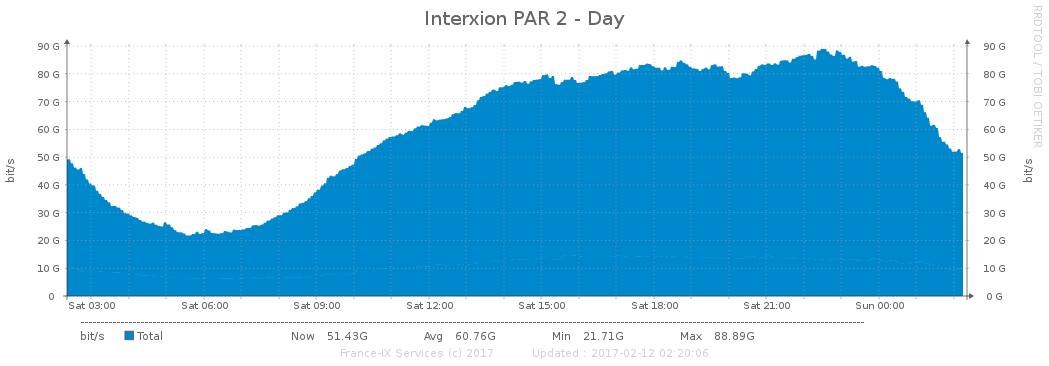 Interxion PAR 2 - Day
RRDTOOL / TOBI OETIKER
90 G 90 G
80 G 80 G
70 G 70 G
60 G 60 G
50 G 50 G
40 G 40 G
30 G 30 G
20 G 20 G
10 G 10 G
0 0 G
bit/s bit/s
Sat 03:00 Sat 06:00 Sat 09:00 Sat 12:00 Sat 15:00 Sat 18:00 Sat 21:00 Sun 00:00
bit/s Total Now 51.43G Avg 60.76G Min 21.71G Max 88.89G
France-IX Services (c) 2017 Updated : 2017-02-12 02:20:06